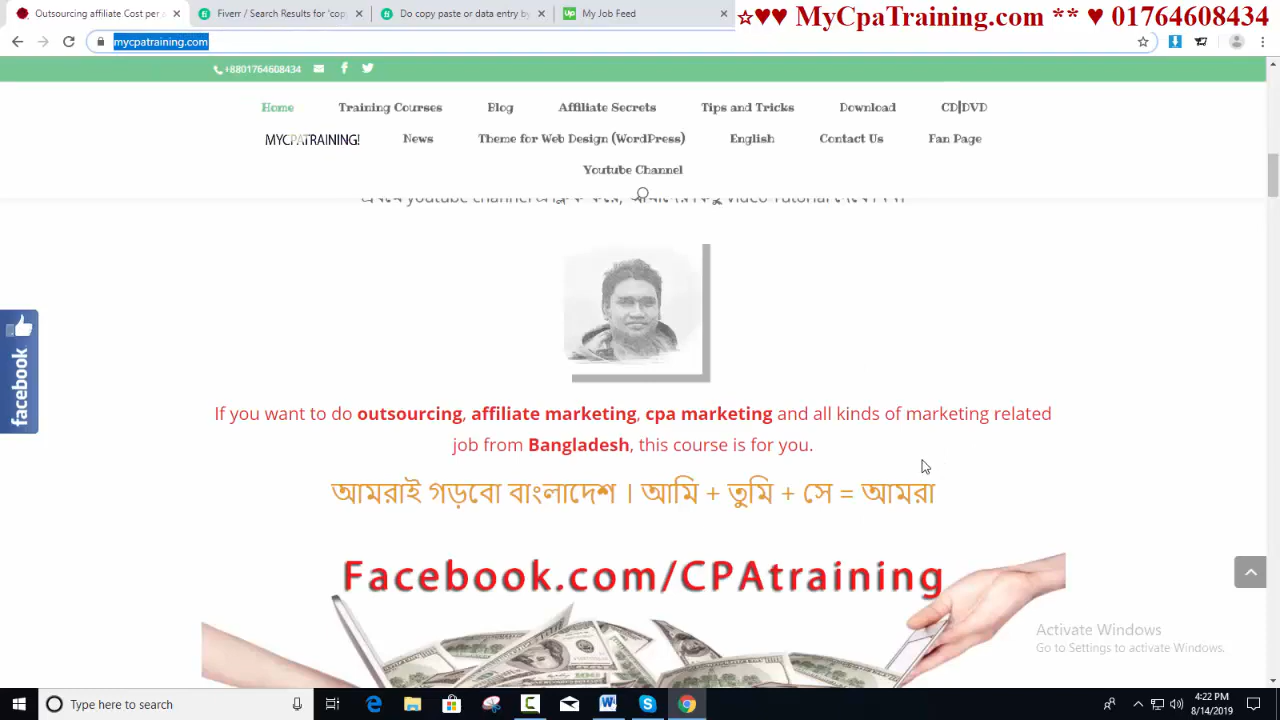 Outsourcing affiliate Cost per a
Fiverr / Search Results for 'cop
Do copy paste or data entry by
My Job Feed
☆♥♥ MyCpaTraining.com ** ♥ 01764608434
mycpatraining.com
+8801764608434
Home Training Courses Blog Affiliate Secrets Tips and Tricks Download CD|DVD
MYCPATRAINING! News Theme for Web Design (WordPress) English Contact Us Fan Page
Youtube Channel
facebook
If you want to do outsourcing, affiliate marketing, cpa marketing and all kinds of marketing related
job from Bangladesh, this course is for you.
আমরাই গড়বো বাংলাদেশ । আমি + তুমি + সে = আমরা
Facebook.com/CPAtraining
Activate Windows
Go to Settings to activate Windows.
Type here to search
4:22 PM
8/14/2019